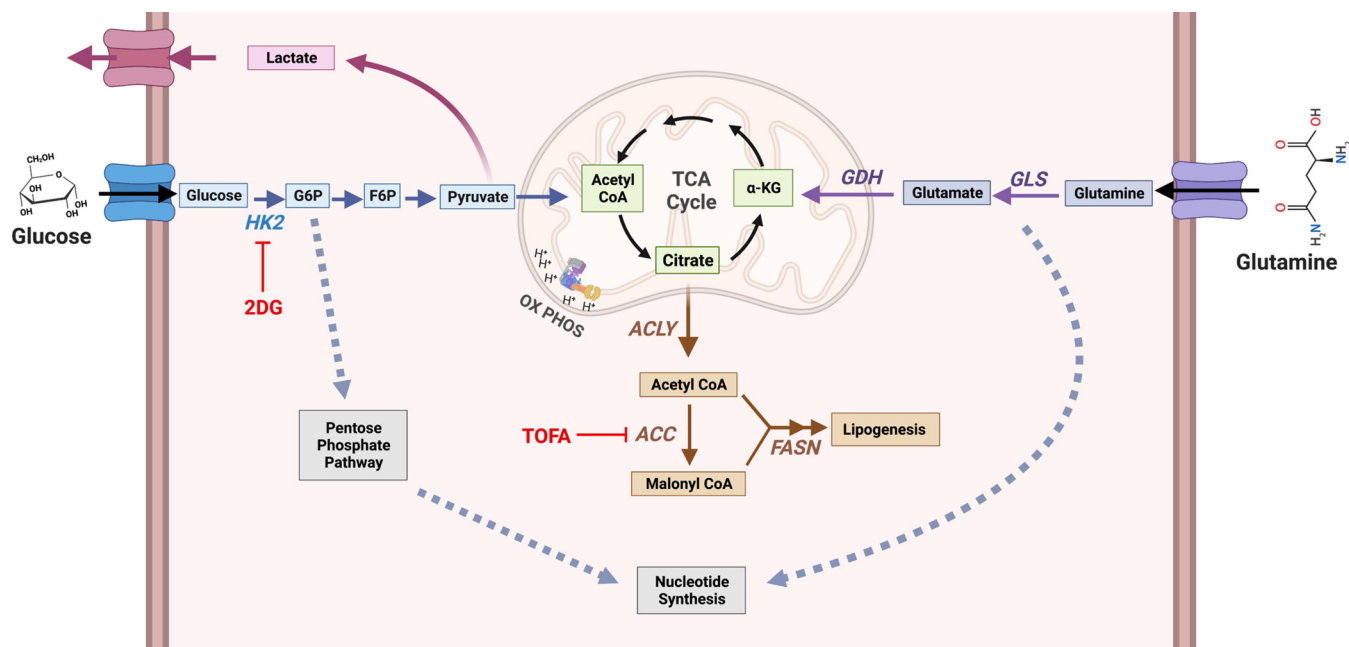 Lactate
CH₂OH
O
OH
OH
OH
OH
Glucose
Glucose
HK2
G6P
F6P
Pyruvate
2DG
Acetyl
CoA
TCA
Cycle
α-KG
Citrate
H⁺
H⁺
H⁺
H⁺
H⁺
OX PHOS
GDH
Glutamate
GLS
Glutamine
OH
O
NH₂
O
H₂N
Glutamine
ACLY
Acetyl CoA
TOFA
ACC
Malonyl CoA
FASN
Lipogenesis
Pentose
Phosphate
Pathway
Nucleotide
Synthesis